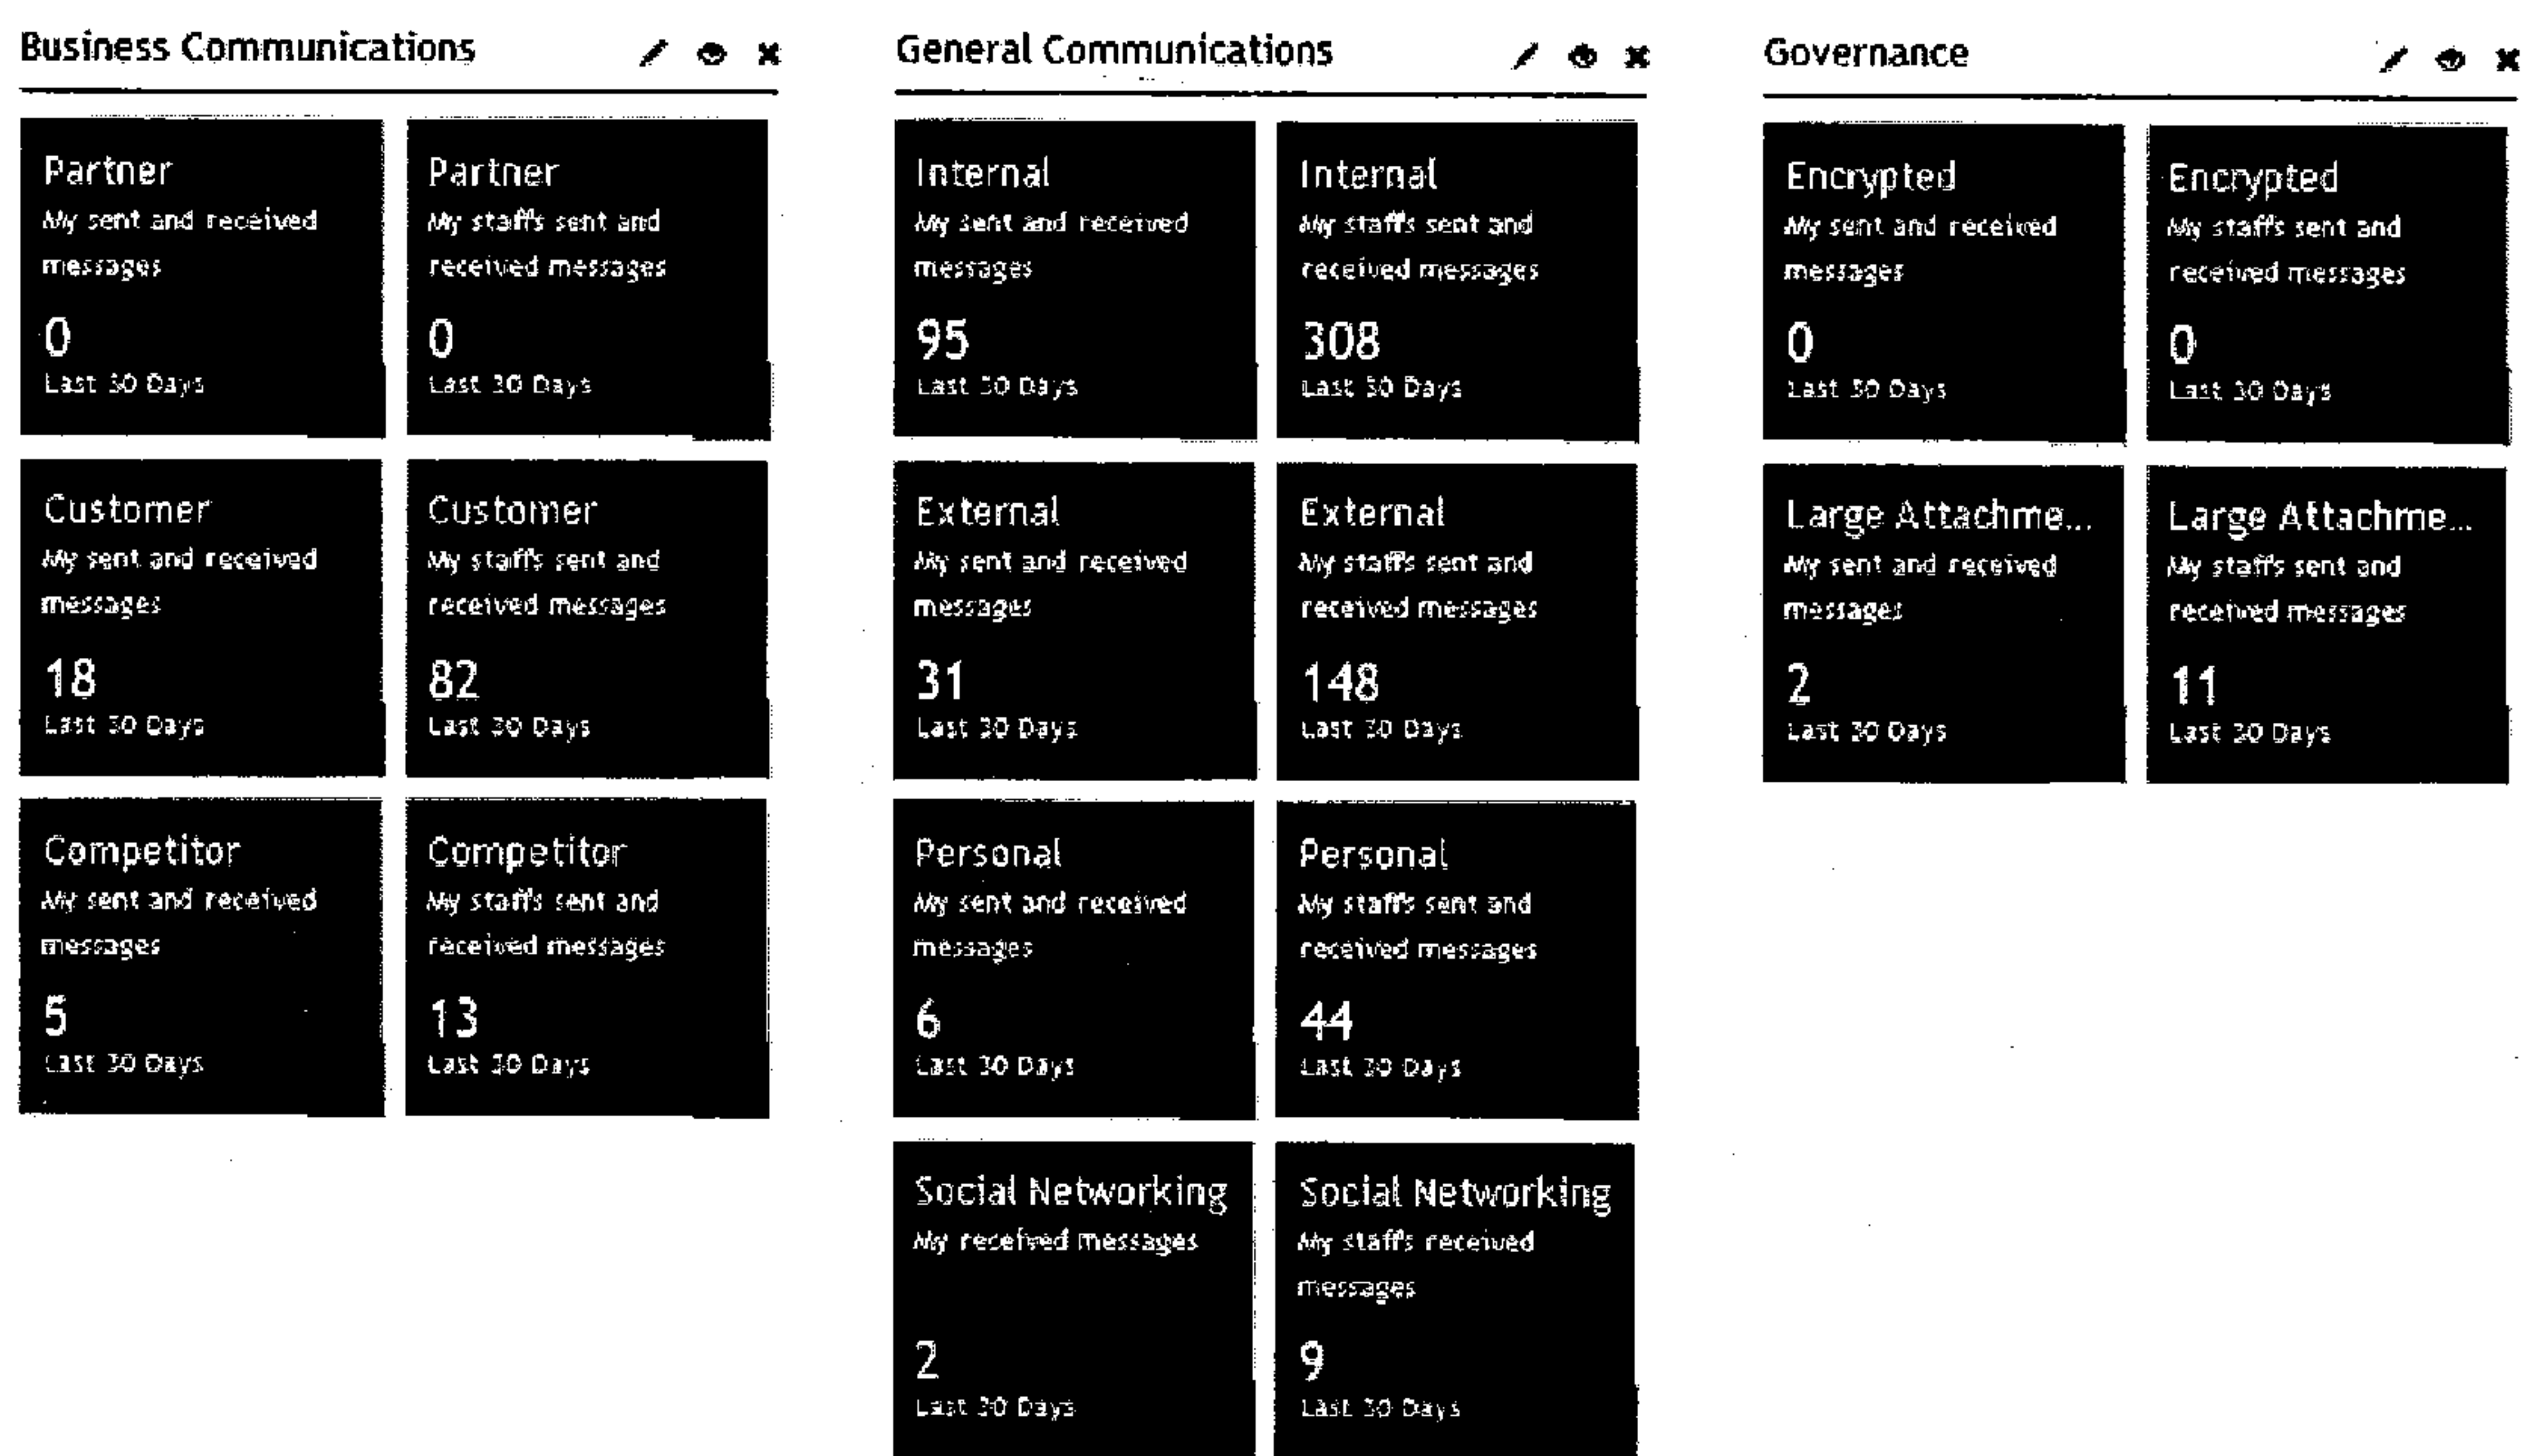 Business Communications
Partner
My sent and received
messages
0
Last 30 Days
Partner
My staff's sent and
received messages
0
Last 30 Days
Customer
My sent and received
messages
18
Last 30 Days
Customer
My staff's sent and
received messages
82
Last 30 Days
Competitor
My sent and received
messages
5
Last 30 Days
Competitor
My staff's sent and
received messages
13
Last 30 Days
General Communications
Internal
My sent and received
messages
95
Last 30 Days
Internal
My staff's sent and
received messages
308
Last 30 Days
External
My sent and received
messages
31
Last 30 Days
External
My staff's sent and
received messages
148
Last 30 Days
Personal
My sent and received
messages
6
Last 30 Days
Personal
My staff's sent and
received messages
44
Last 30 Days
Social Networking
My received messages
2
Last 30 Days
Social Networking
My staff's received
messages
9
Last 30 Days
Governance
Encrypted
My sent and received
messages
0
Last 30 Days
Encrypted
My staff's sent and
received messages
0
Last 30 Days
Large Attachme...
My sent and received
messages
2
Last 30 Days
Large Attachme...
My staff's sent and
received messages
11
Last 30 Days